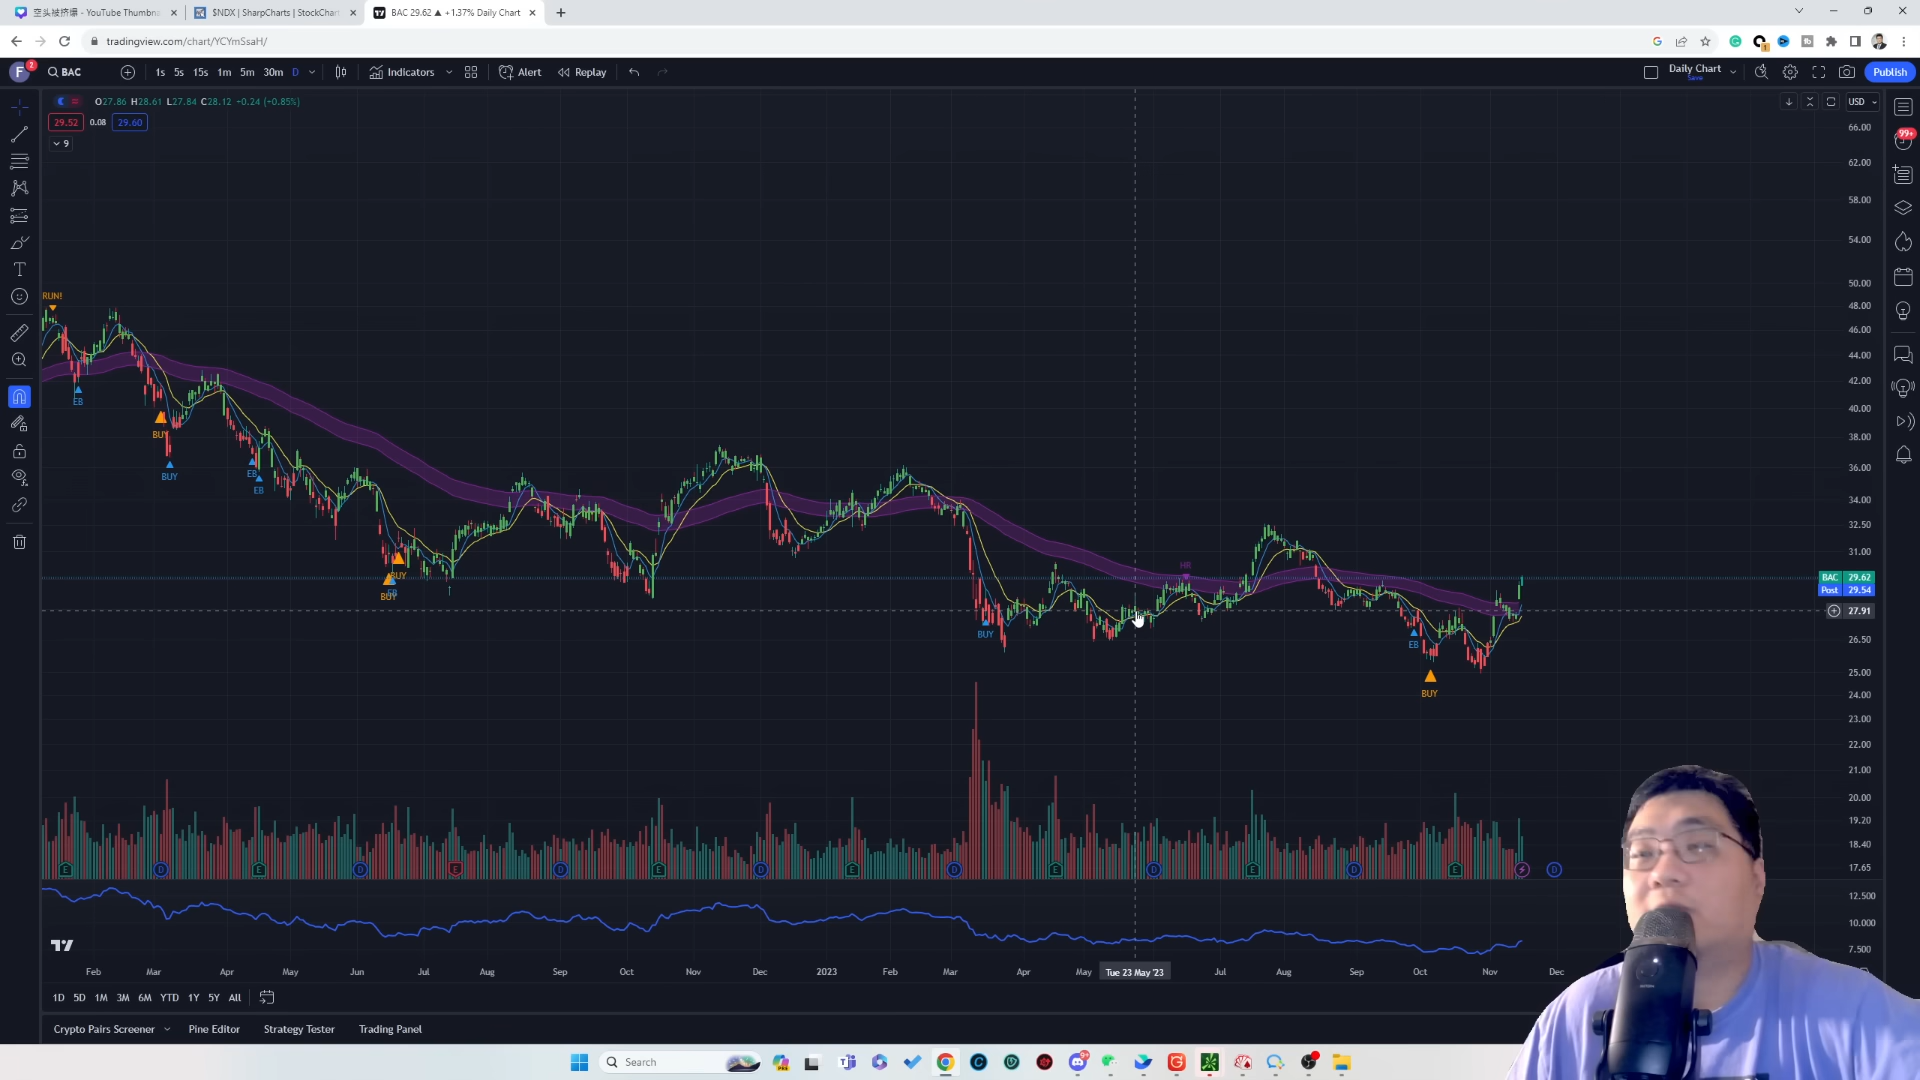 空头被挤爆 - YouTube Thumbna
$NDX | SharpCharts | StockChar
BAC 29.62 ▲ +1.37% Daily Chart
tradingview.com/chart/YCYmSsaH/
F
2
BAC
1s 5s 15s 1m 5m 30m D
Indicators
Alert
Replay
Daily Chart
Save
Publish
O27.86 H28.61 L27.84 C28.12 +0.24 (+0.85%)
29.52 0.08 29.60
9
USD
99+
66.00
62.00
58.00
54.00
50.00
48.00
46.00
44.00
42.00
40.00
38.00
36.00
34.00
32.50
31.00
BAC 29.62
Post 29.54
27.91
26.50
25.00
24.00
23.00
22.00
21.00
20.00
19.20
18.40
17.65
12.500
10.000
7.500
RUN!
EB
BUY
BUY
EB
EB
BUY
BUY
EB
BUY
HR
EB
BUY
E D E D E D E D E D E D E D E D
Feb Mar Apr May Jun Jul Aug Sep Oct Nov Dec 2023 Feb Mar Apr May Tue 23 May '23 Jul Aug Sep Oct Nov Dec
1D 5D 1M 3M 6M YTD 1Y 5Y All
Crypto Pairs Screener Pine Editor Strategy Tester Trading Panel
Search